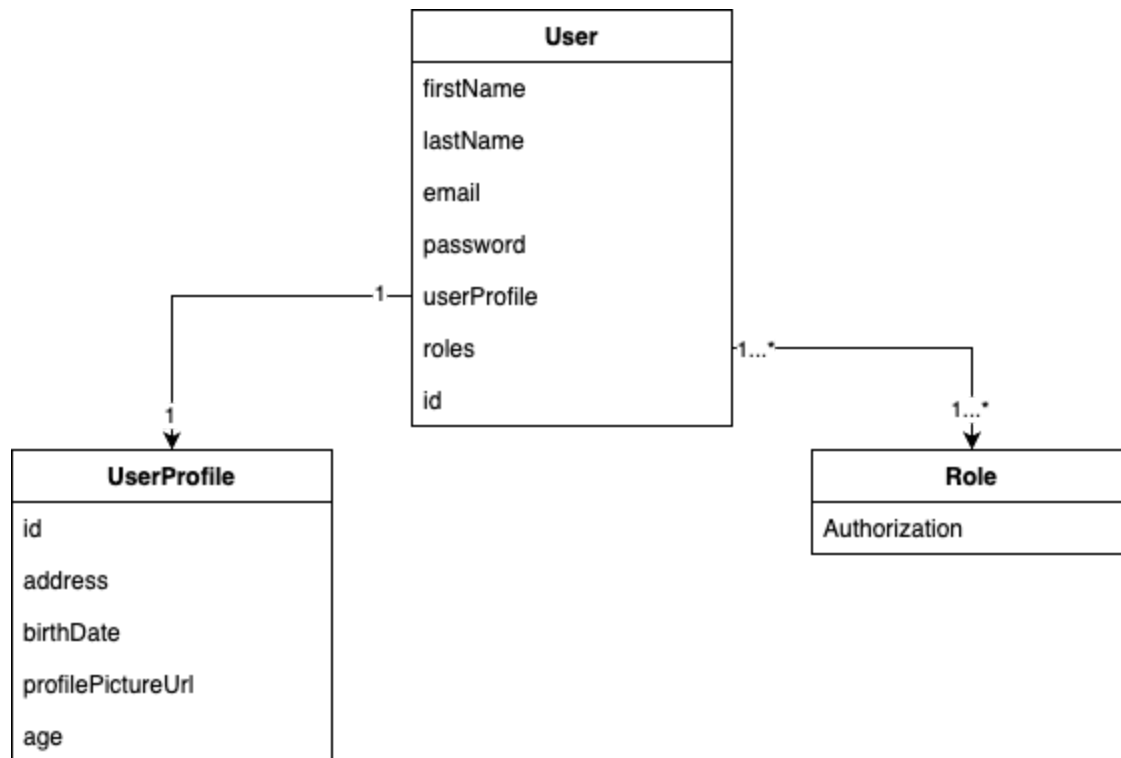 User
firstName
lastName
email
password
userProfile
roles
id
1
1...*
1
1...*
UserProfile
id
address
birthDate
profilePictureUrl
age
Role
Authorization